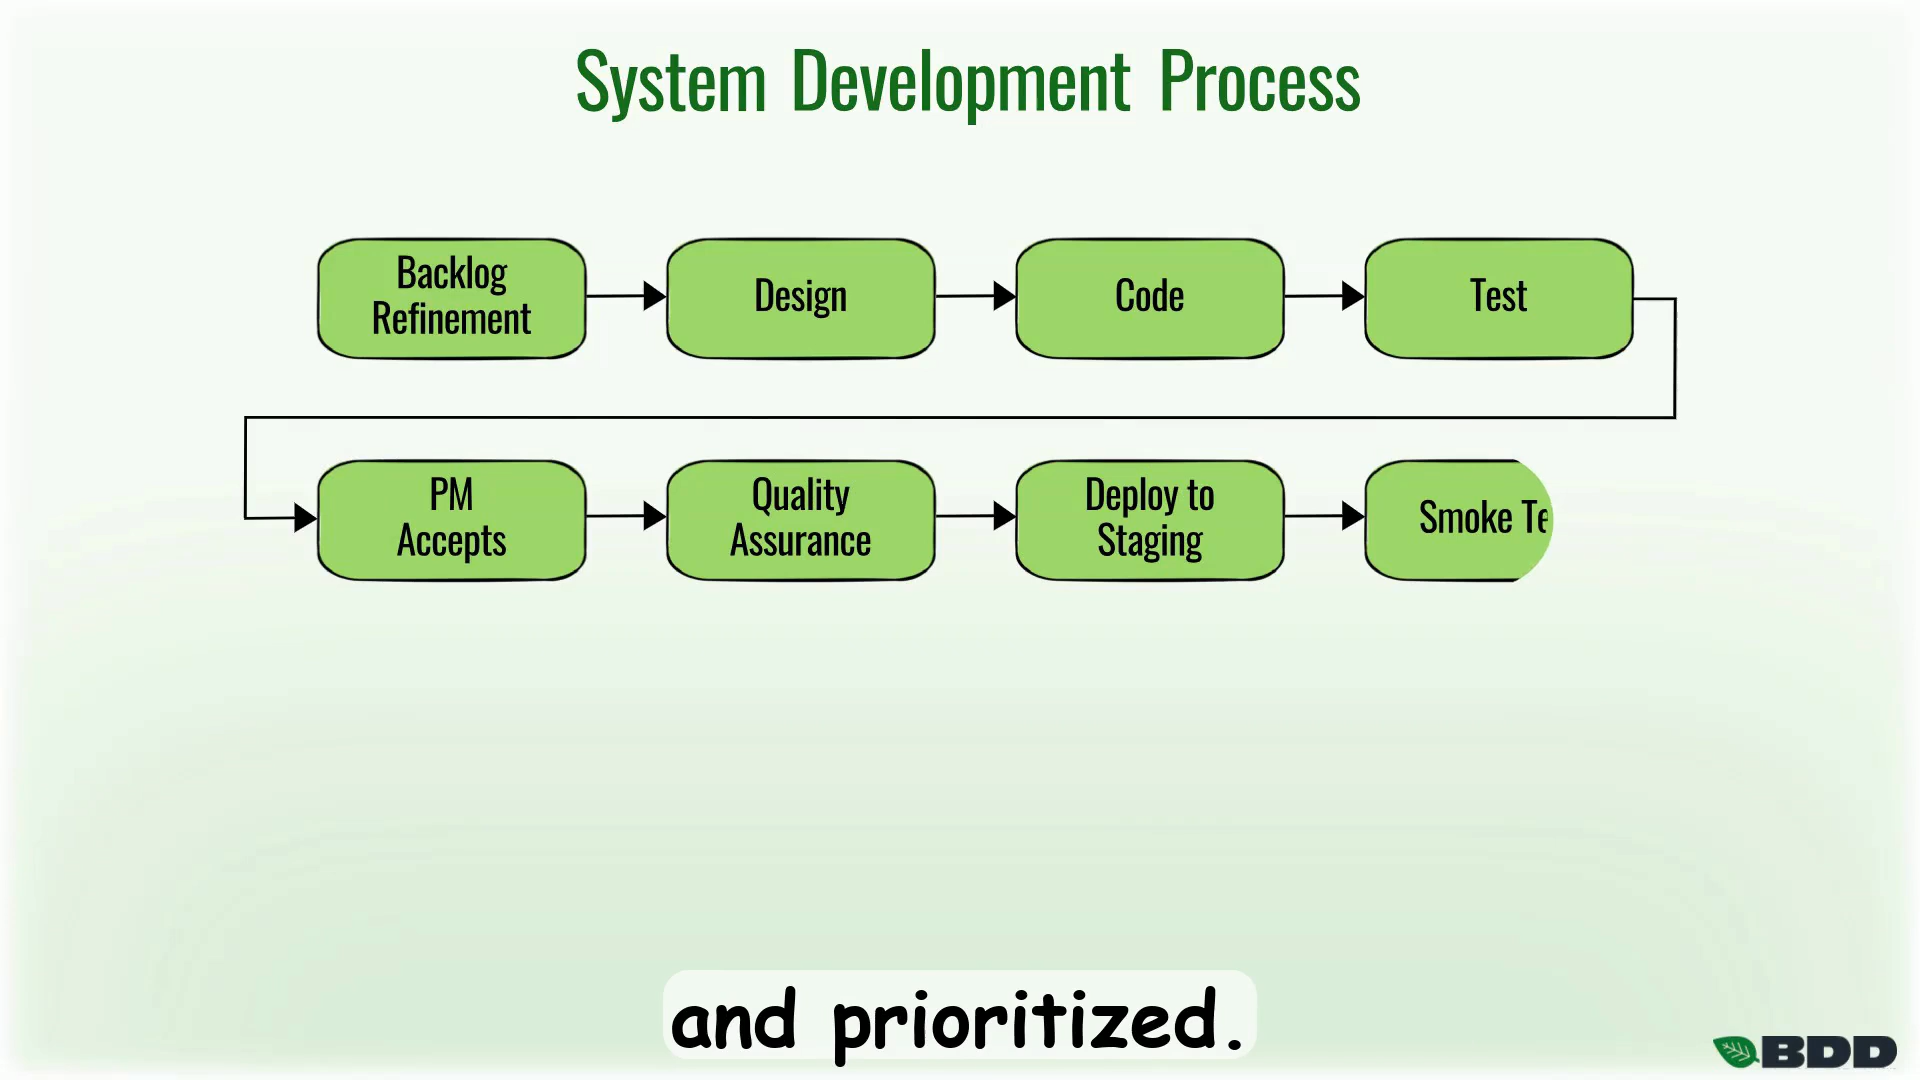 System Development Process
Backlog
Refinement
Design
Code
Test
PM
Accepts
Quality
Assurance
Deploy to
Staging
Smoke
and prioritized.
BDD